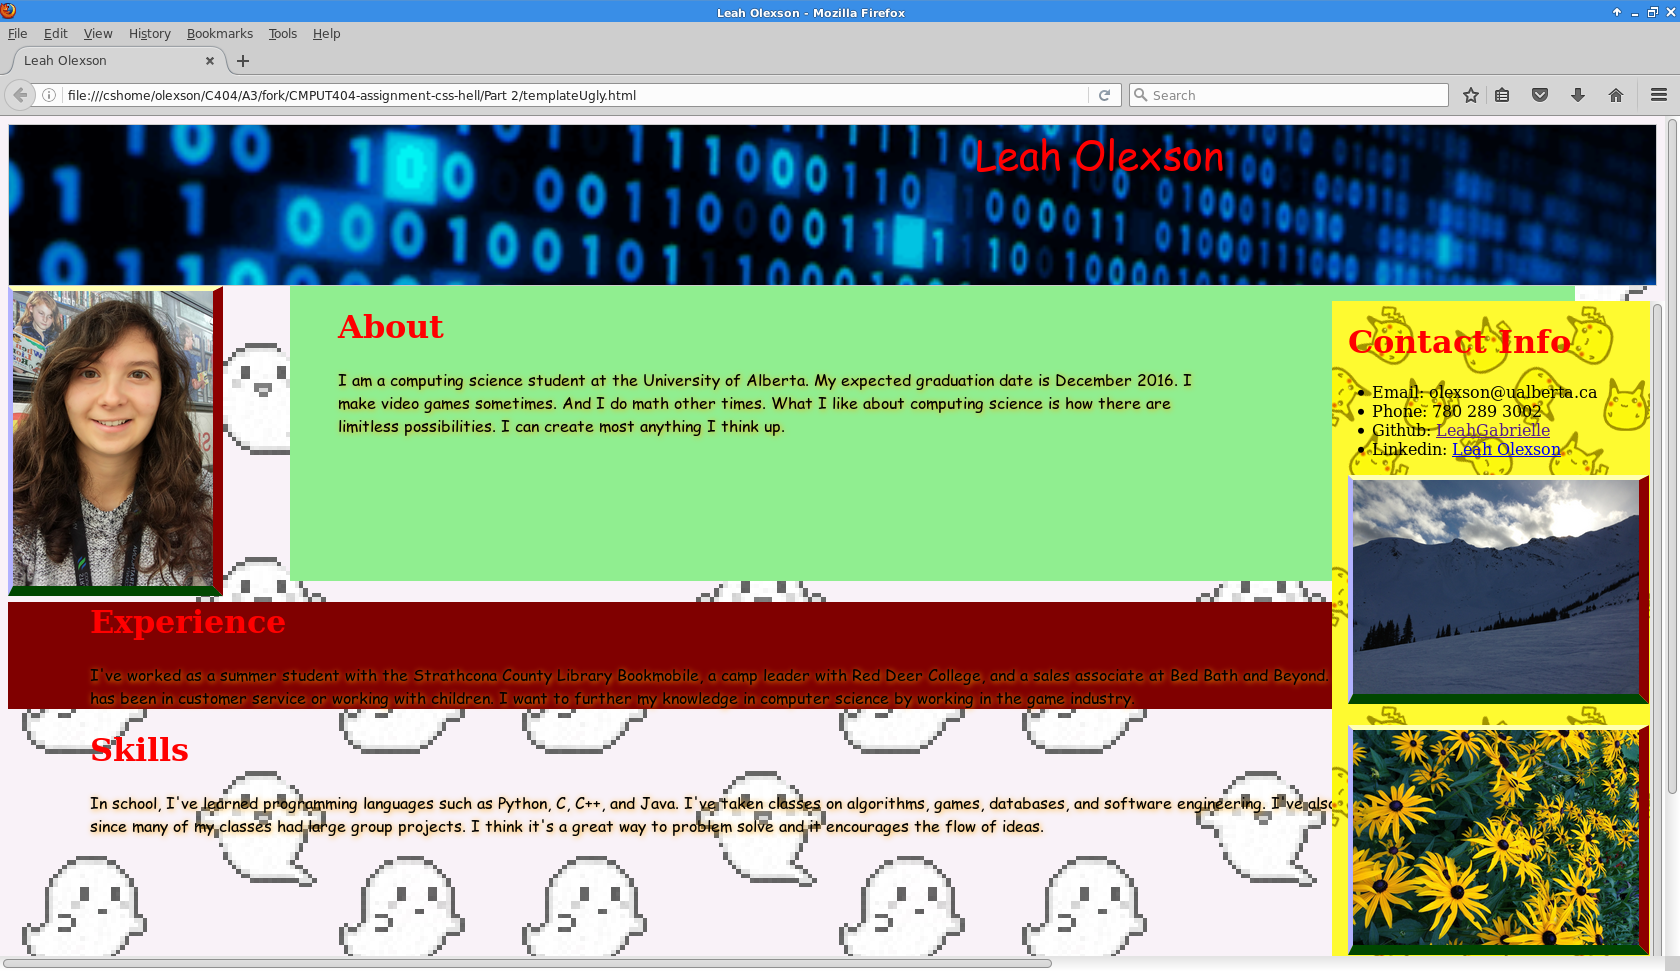 Leah Olexson - Mozilla Firefox
File Edit View History Bookmarks Tools Help
Leah Olexson
file:///cshome/olexson/C404/A3/fork/CMPUT404-assignment-css-hell/Part 2/templateUgly.html
Search
Leah Olexson
About
I am a computing science student at the University of Alberta. My expected graduation date is December 2016. I
make video games sometimes. And I do math other times. What I like about computing science is how there are
limitless possibilities. I can create most anything I think up.
Contact Info
Email: olexson@ualberta.ca
Phone: 780 289 3002
Github: LeahGabrielle
Linkedin: Leah Olexson
Experience
I've worked as a summer student with the Strathcona County Library Bookmobile, a camp leader with Red Deer College, and a sales associate at Bed Bath and Beyond.
has been in customer service or working with children. I want to further my knowledge in computer science by working in the game industry.
Skills
In school, I've learned programming languages such as Python, C, C++, and Java. I've taken classes on algorithms, games, databases, and software engineering. I've also
since many of my classes had large group projects. I think it's a great way to problem solve and it encourages the flow of ideas.